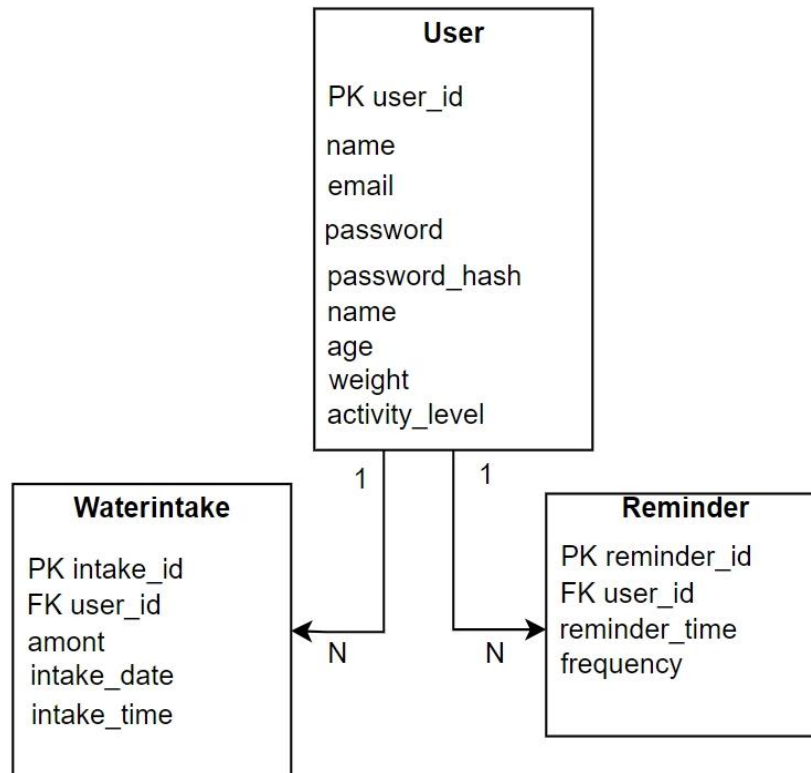 User
PK user_id
name
email
password
password_hash
name
age
weight
activity_level
1
1
Waterintake
PK intake_id
FK user_id
amont
intake_date
intake_time
N
N
Reminder
PK reminder_id
FK user_id
reminder_time
frequency